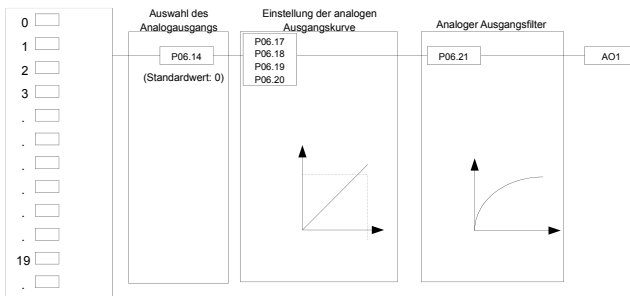 Auswahl des
Analogausgangs
Einstellung der analogen
Ausgangskurve
Analoger Ausgangsfilter
0
1
2
3
.
.
.
.
.
.
19
.
P06.14
(Standardwert: 0)
P06.17
P06.18
P06.19
P06.20
P06.21
AO1